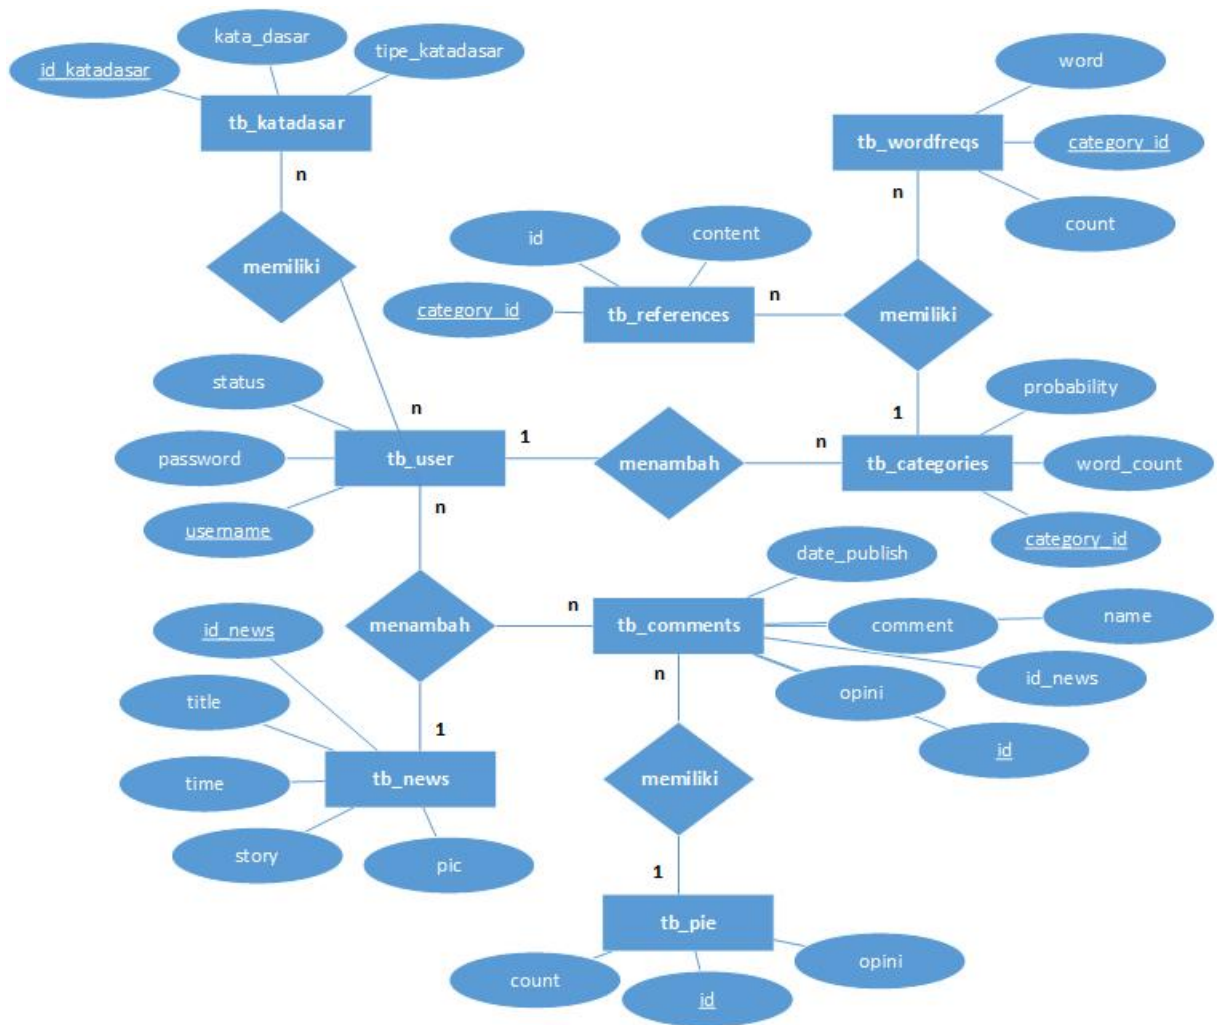 kata_dasar
tipe_katadasar
id_katadasar
tb_katadasar
n
memiliki
word
tb_wordfreqs
category_id
n
count
id
content
category_id
tb_references
n
memiliki
status
n
1
probability
password
tb_user
1
menambah
n
tb_categories
word_count
username
n
category_id
date_publish
id_news
menambah
n
tb_comments
comment
name
title
n
opini
id_news
1
id
time
tb_news
memiliki
story
pic
1
tb_pie
count
id
opini